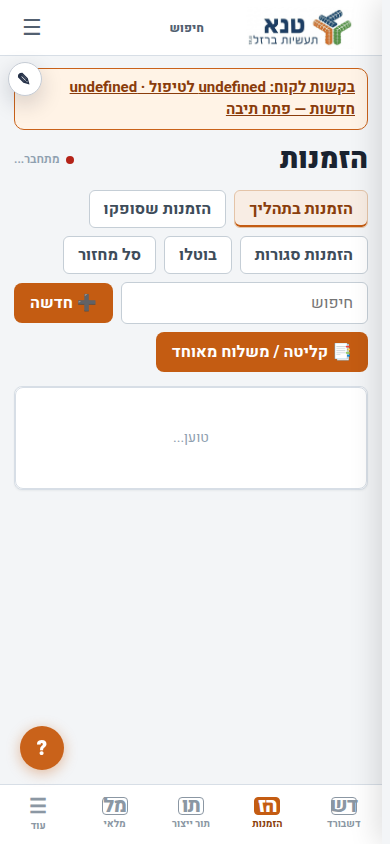 טנא
תעשיות ברזל
חיפוש
בקשות לקוח: undefined לטיפול · undefined
חדשות — פתח תיבה
הזמנות
מתחבר...
הזמנות בתהליך
הזמנות שסופקו
הזמנות סגורות
בוטלו
סל מחזור
חיפוש
חדשה
קליטה / משלוח מאוחד
טוען...
?
דש
דשבורד
הז
הזמנות
תו
תור ייצור
מל
מלאי
עוד